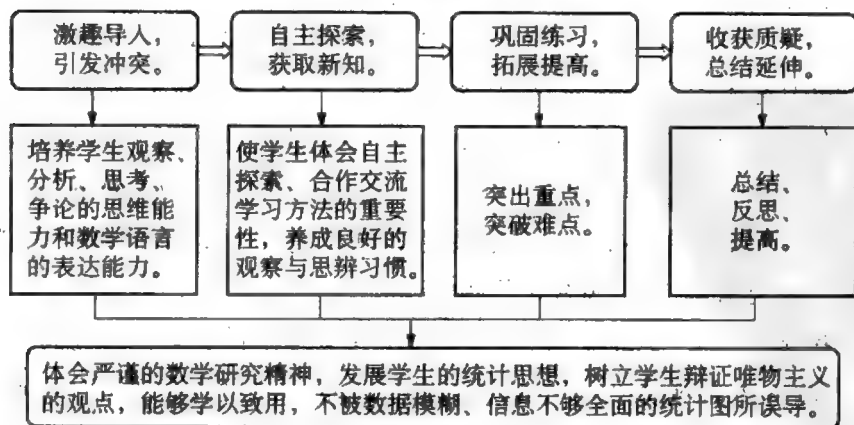 激趣导人，
引发冲突。
自主探索，
获取新知。
巩固练习，
拓展提高。
收获质疑，
总结延伸。
培养学生观察、
分析、思考、
争论的思维能
力和数学语言
的表达能力。
使学生体会自主
探索、合作交流
学习方法的重要
性，养成良好的
观察与思辨习惯。
突出重点，
突破难点。
总结、
反思、
提高。
体会严谨的数学研究精神，发展学生的统计思想，树立学生辩证唯物主义
的观点，能够学以致用，不被数据模糊、信息不够全面的统计图所误导。